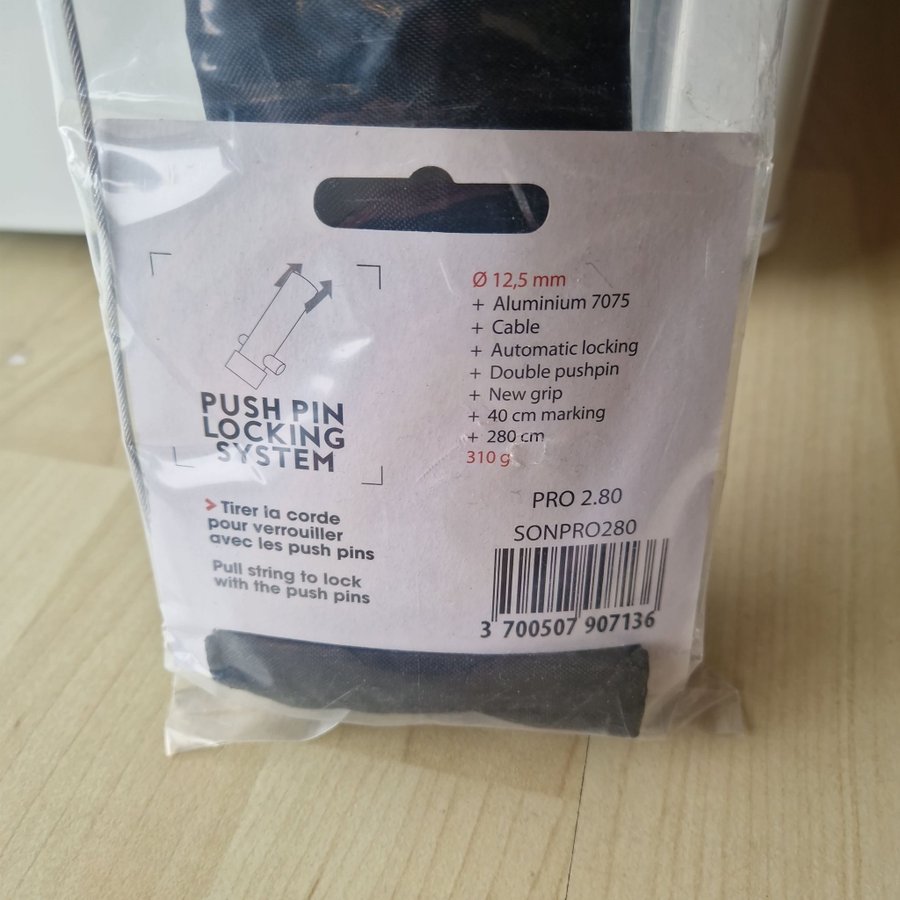 PUSH PIN
LOCKING
SYSTEM
> Tirer la corde
pour verrouiller
avec les push pins
Pull string to lock
with the push pins
Ø 12,5 mm
+ Aluminium 7075
+ Cable
+ Automatic locking
+ Double pushpin
+ New grip
+ 40 cm marking
+ 280 cm
310 g
PRO 2.80
SONPRO280
3 700507 907136